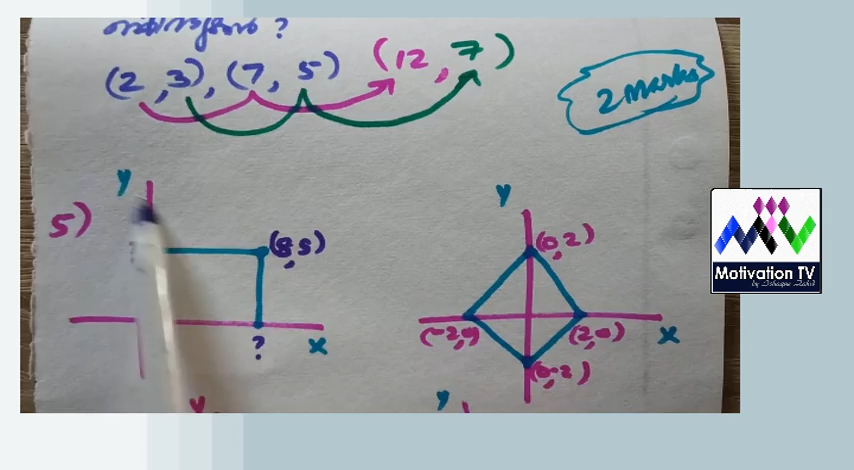 ?
(2, 3), (7, 5) (12, 7)
2 Marks
y
5)
(8, 5)
?
x
y
(0, 2)
(-2, 0)
(2, 0)
x
(0, -2)
y
Motivation TV